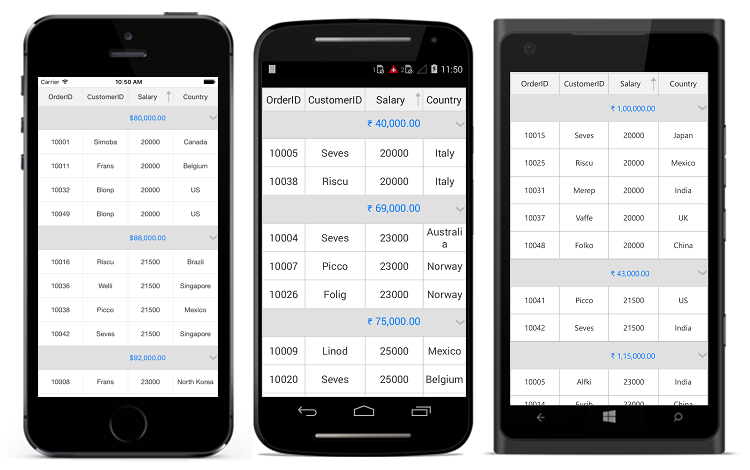 Carrier 10:50 AM
OrderID CustomerID Salary Country
$80,000.00
10001 Simoba 20000 Canada
10011 Frans 20000 Belgium
10032 Blonp 20000 US
10049 Blonp 20000 US
$86,000.00
10016 Riscu 21500 Brazil
10036 Welli 21500 Singapore
10038 Picco 21500 Mexico
10042 Seves 21500 Singapore
$92,000.00
10008 Frans 23000 North Korea
1 2 11:50
OrderID CustomerID Salary Country
₹ 40,000.00
10005 Seves 20000 Italy
10038 Riscu 20000 Italy
₹ 69,000.00
10004 Seves 23000 Australi
a
10007 Picco 23000 Norway
10026 Folig 23000 Norway
₹ 75,000.00
10009 Linod 25000 Mexico
10020 Seves 25000 Belgium
OrderID CustomerID Salary Country
₹ 1,00,000.00
10015 Seves 20000 Japan
10025 Riscu 20000 Mexico
10031 Merep 20000 India
10037 Vaffe 20000 UK
10048 Folko 20000 China
₹ 43,000.00
10041 Picco 21500 US
10042 Seves 21500 India
₹ 1,15,000.00
10005 Alfki 23000 India
10014 Furib 23000 China